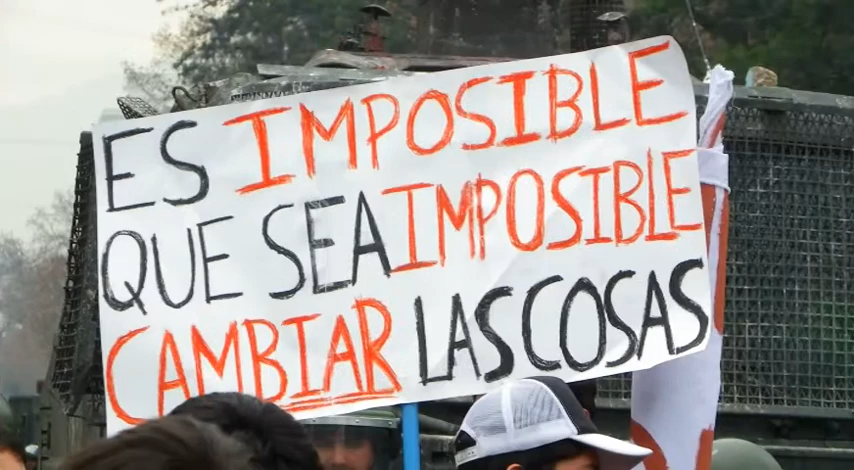 ES IMPOSIBLE
QUE SEA IMPOSIBLE
CAMBIAR LAS COSAS